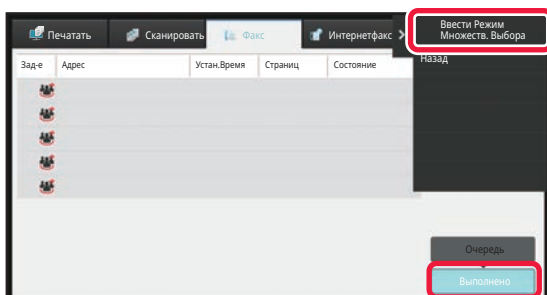 Печатать Сканировать Факс Интернетфакс
Ввести Режим
Множеств. Выбора
Назад
Зад-е Адрес Устан.Время Страниц Состояние
Очередь
Выполнено